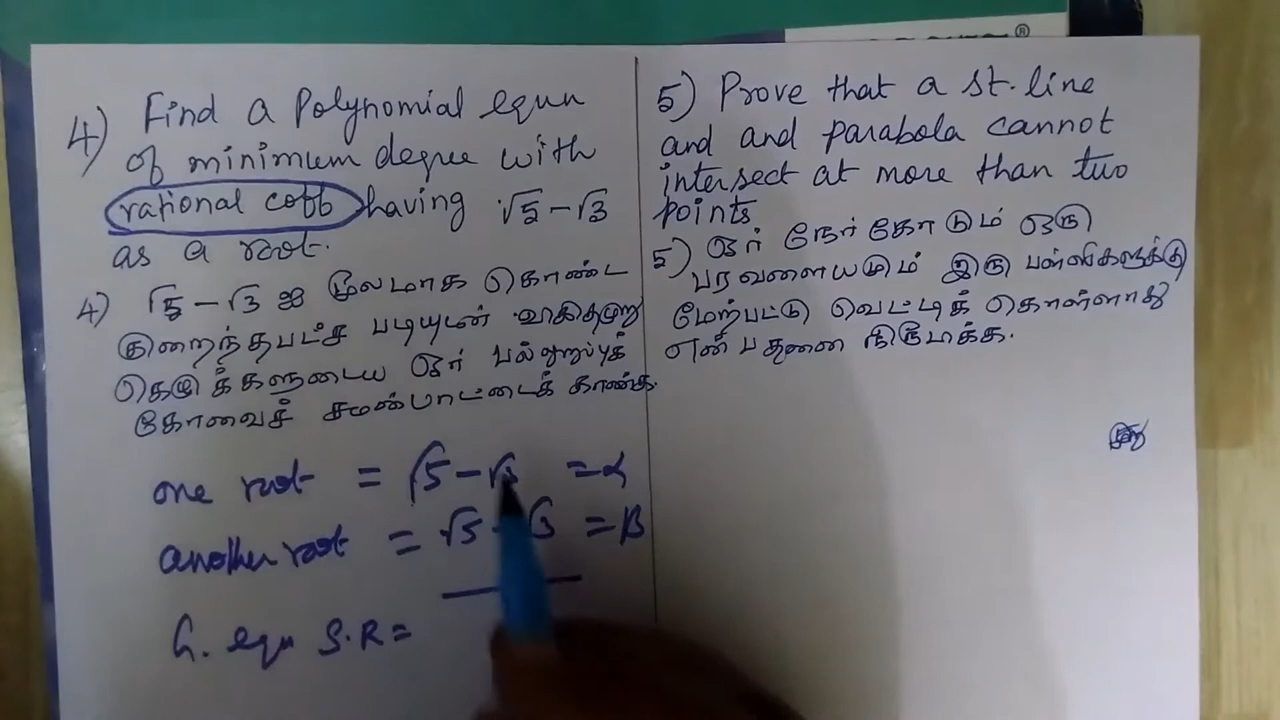 4) Find a Polynomial equn
of minimum degree with
rational coff having √5 − √3
as a root.
4) √5 − √3 ஐ மூலமாக கொண்ட
குறைந்தபட்ச படியுடன் விகிதமுறு
கெழுக்களுடைய ஓர் பல்லுறுப்புக்
கோவைச் சமன்பாட்டைக் காண்க.
one root = √5 − √3 = α
another root = √5 √3 = β
G. equ S.R =
5) Prove that a st. line
and and parabola cannot
intersect at more than two
points
5) ஓர் நேர்கோடும் ஒரு
பரவளையமும் இரு புள்ளிகளுக்கு
மேற்பட்டு வெட்டிக் கொள்ளாது
என்பதனை நிரூபிக்க.